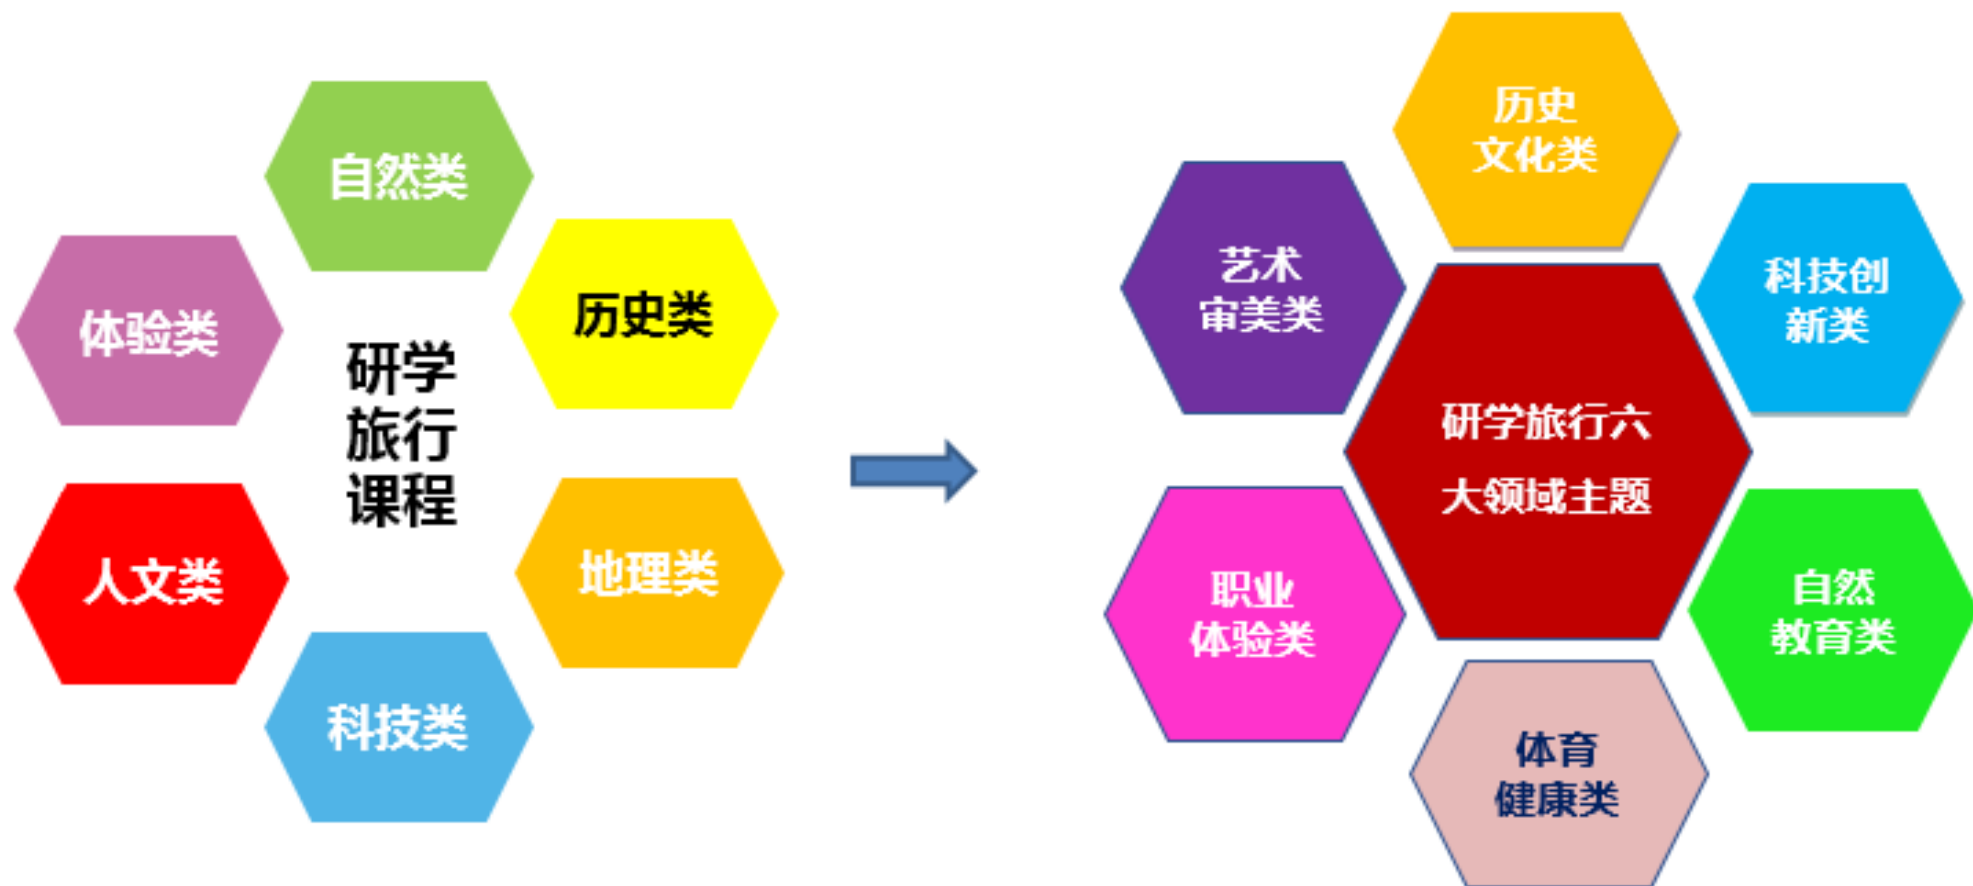 自然类
体验类
历史类
研学
旅行
课程
人文类
地理类
科技类
历史
文化类
艺术
审美类
科技创
新类
研学旅行六
大领域主题
职业
体验类
自然
教育类
体育
健康类